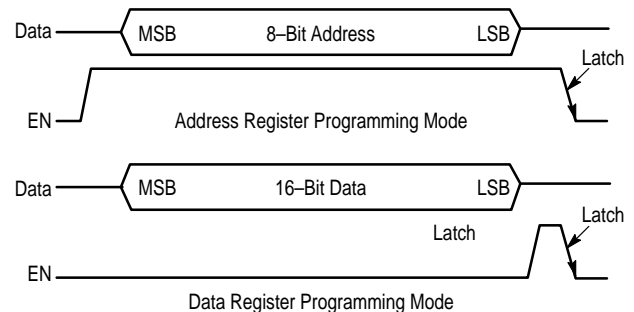 Data MSB 8–Bit Address LSB
Latch
EN Address Register Programming Mode
Data MSB 16–Bit Data LSB
Latch Latch
EN
Data Register Programming Mode